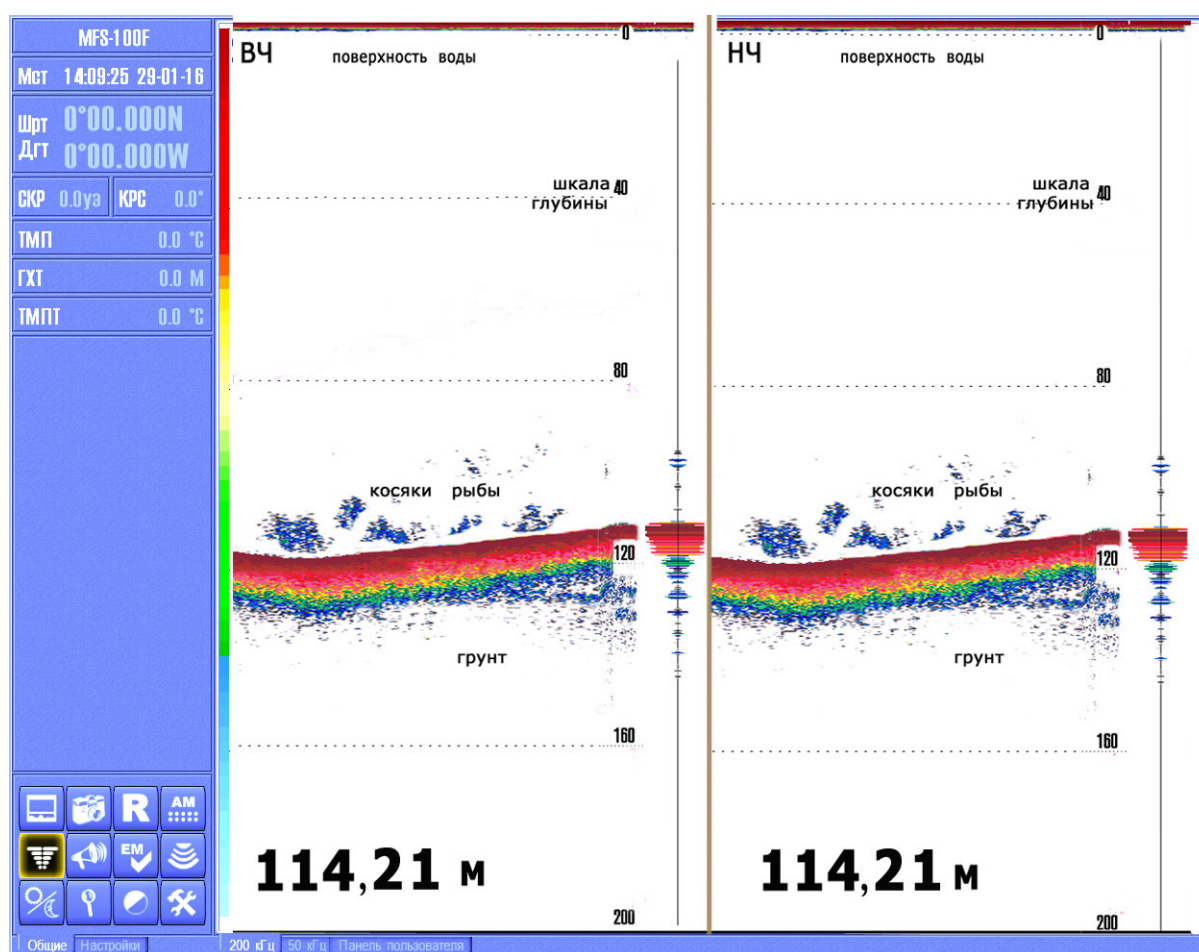 MFS-100F
Мст 14:09:25 29-01-16
Шрт 0°00.000N
Дгт 0°00.000W
СКР 0.0уэ КРС 0.0°
ТМП 0.0 °C
ГХТ 0.0 М
ТМПТ 0.0 °C
R
AM
EM
Общие Настройки
ВЧ
поверхность воды
0
шкала 40
глубины
80
косяки рыбы
120
грунт
160
114,21 м
200
НЧ
поверхность воды
0
шкала 40
глубины
80
косяки рыбы
120
грунт
160
114,21 м
200
200 кГц 50 кГц Панель пользователя